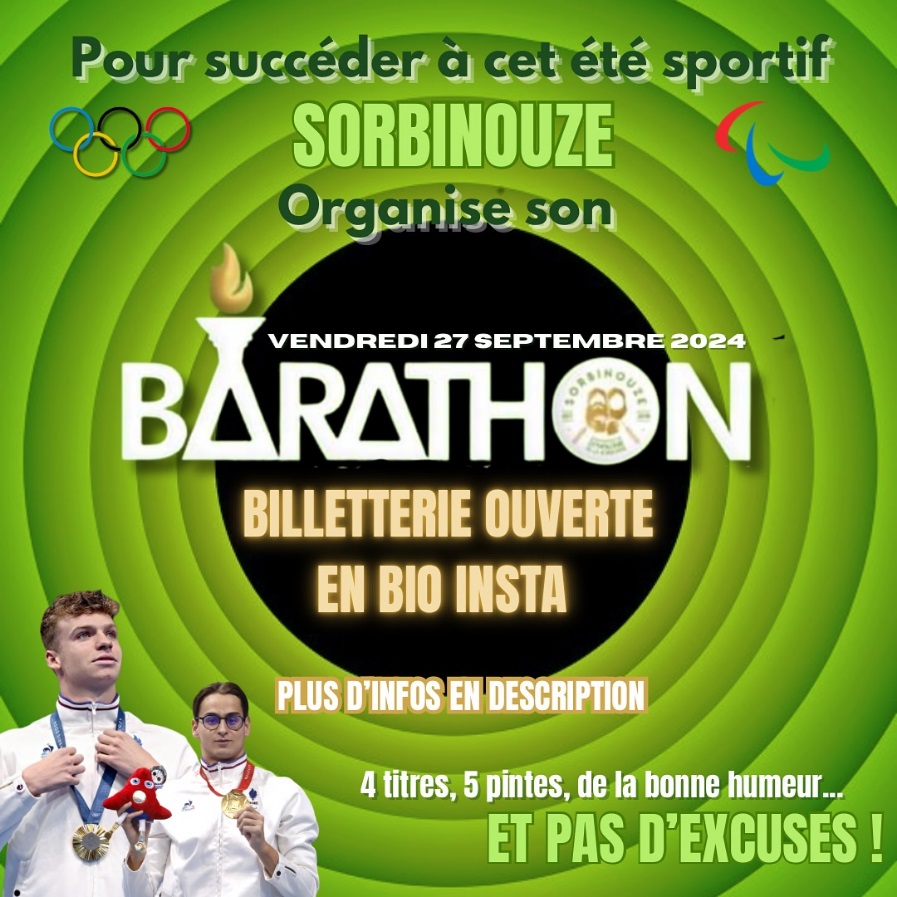 Pour succéder à cet été sportif
SORBINOUZE
Organise son
VENDREDI 27 SEPTEMBRE 2024
BARATHON
SORBINOUZE
BILLETTERIE OUVERTE
EN BIO INSTA
PLUS D'INFOS EN DESCRIPTION
4 titres, 5 pintes, de la bonne humeur...
ET PAS D'EXCUSES !